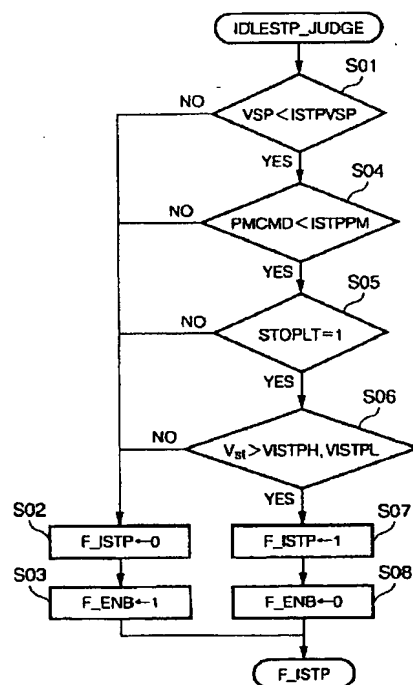 IDLESTP_JUDGE
S01
VSP<ISTPVSP
NO
YES
S04
PMCMD<ISTPPM
NO
YES
S05
STOPLT=1
NO
YES
S06
Vst>VISTPH, VISTPL
NO
YES
S02
F_ISTP←0
S07
F_ISTP←1
S03
F_ENB←1
S08
F_ENB←0
F_ISTP